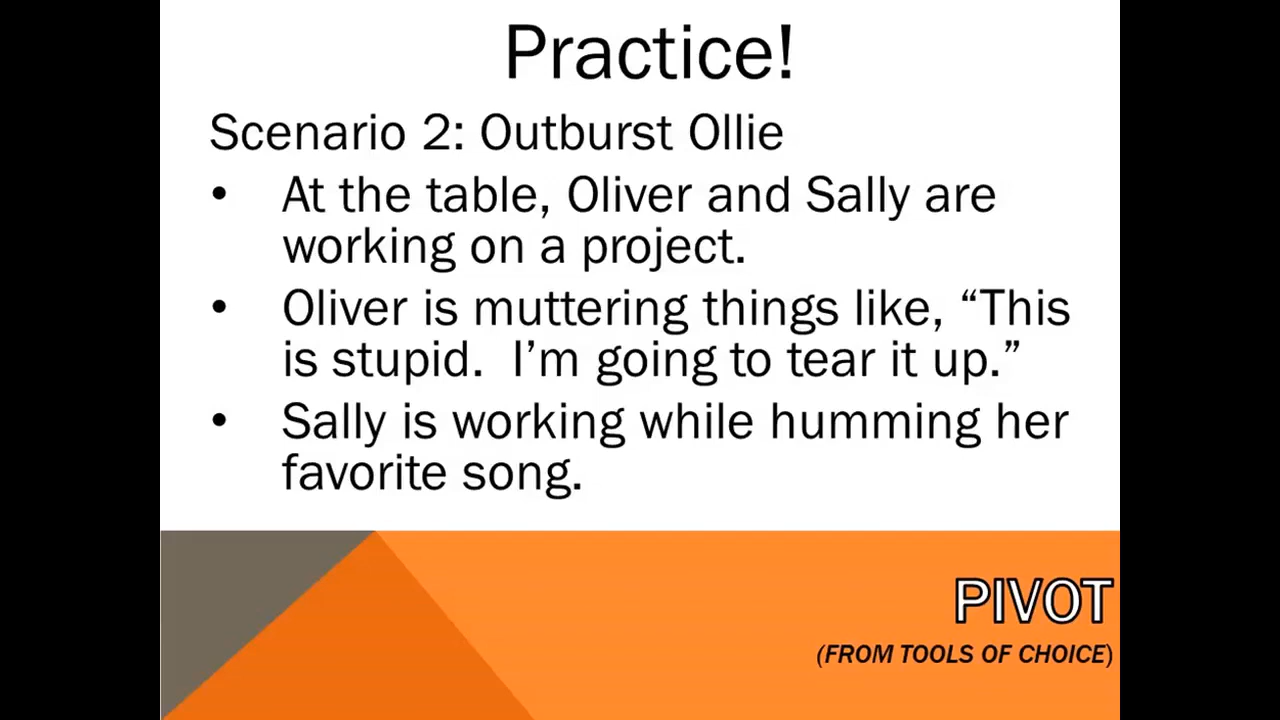 Practice!
Scenario 2: Outburst Ollie
• At the table, Oliver and Sally are
working on a project.
• Oliver is muttering things like, “This
is stupid.  I’m going to tear it up.”
• Sally is working while humming her
favorite song.
PIVOT
(FROM TOOLS OF CHOICE)